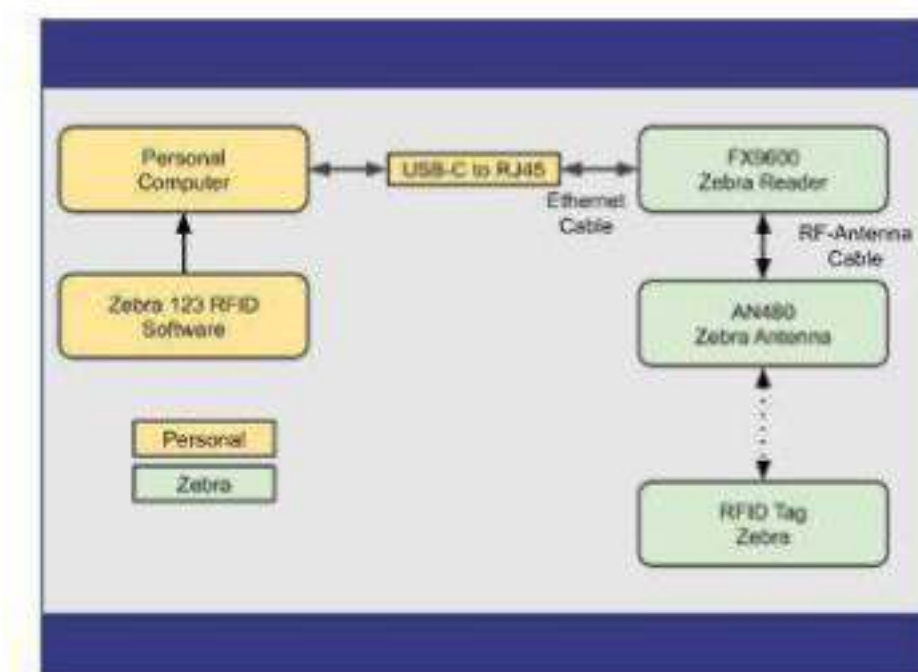 Personal
Computer
USB-C to RJ45
FX9600
Zebra Reader
Ethernet
Cable
RF-Antenna
Cable
Zebra 123 RFID
Software
AN480
Zebra Antenna
Personal
Zebra
RFID Tag
Zebra